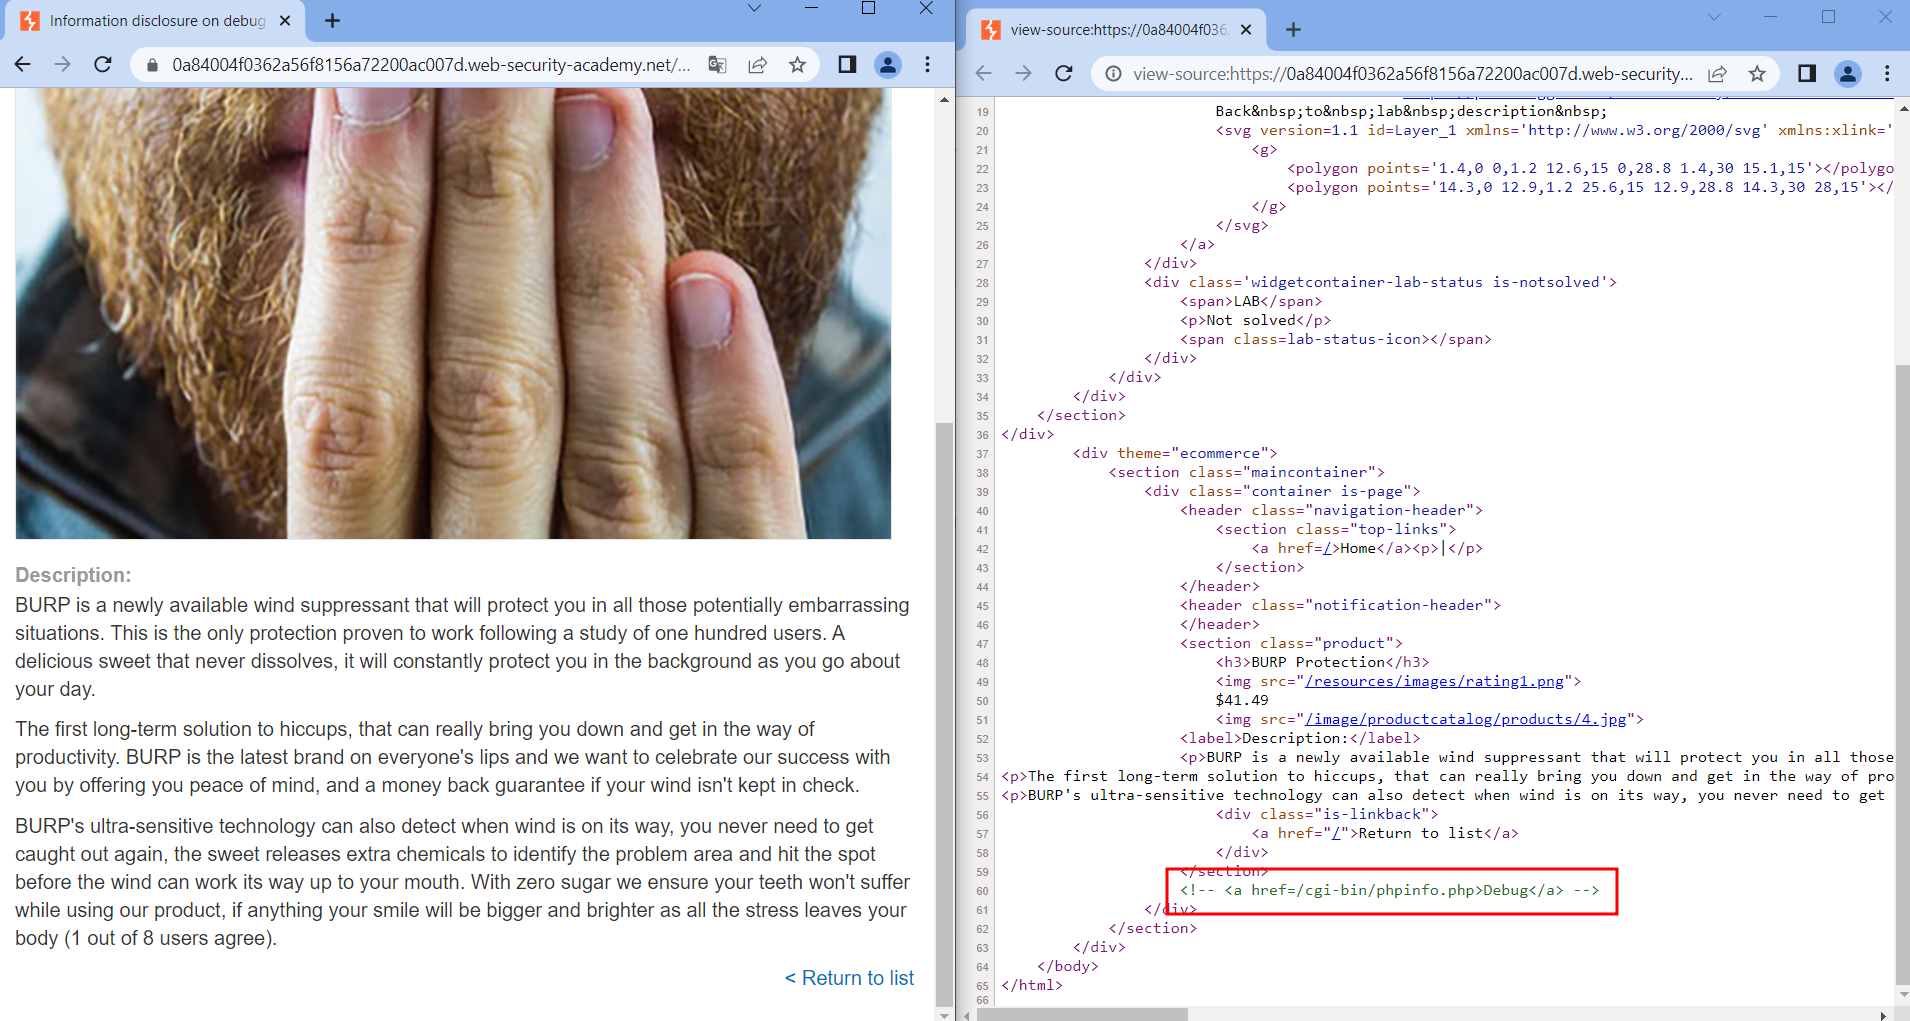 Information disclosure on debug
0a84004f0362a56f8156a72200ac007d.web-security-academy.net/...
Description:
BURP is a newly available wind suppressant that will protect you in all those potentially embarrassing
situations. This is the only protection proven to work following a study of one hundred users. A
delicious sweet that never dissolves, it will constantly protect you in the background as you go about
your day.
The first long-term solution to hiccups, that can really bring you down and get in the way of
productivity. BURP is the latest brand on everyone's lips and we want to celebrate our success with
you by offering you peace of mind, and a money back guarantee if your wind isn't kept in check.
BURP's ultra-sensitive technology can also detect when wind is on its way, you never need to get
caught out again, the sweet releases extra chemicals to identify the problem area and hit the spot
before the wind can work its way up to your mouth. With zero sugar we ensure your teeth won't suffer
while using our product, if anything your smile will be bigger and brighter as all the stress leaves your
body (1 out of 8 users agree).
< Return to list
view-source:https://0a84004f036
view-source:https://0a84004f0362a56f8156a72200ac007d.web-security...
19 Back&nbsp;to&nbsp;lab&nbsp;description&nbsp;
20 <svg version=1.1 id=Layer_1 xmlns='http://www.w3.org/2000/svg' xmlns:xlink='
21 <g>
22 <polygon points='1.4,0 0,1.2 12.6,15 0,28.8 1.4,30 15.1,15'></polygo
23 <polygon points='14.3,0 12.9,1.2 25.6,15 12.9,28.8 14.3,30 28,15'></
24 </g>
25 </svg>
26 </a>
27 </div>
28 <div class='widgetcontainer-lab-status is-notsolved'>
29 <span>LAB</span>
30 <p>Not solved</p>
31 <span class=lab-status-icon></span>
32 </div>
33 </div>
34 </div>
35 </section>
36 </div>
37 <div theme="ecommerce">
38 <section class="maincontainer">
39 <div class="container is-page">
40 <header class="navigation-header">
41 <section class="top-links">
42 <a href=/>Home</a><p>|</p>
43 </section>
44 </header>
45 <header class="notification-header">
46 </header>
47 <section class="product">
48 <h3>BURP Protection</h3>
49 <img src="/resources/images/rating1.png">
50 $41.49
51 <img src="/image/productcatalog/products/4.jpg">
52 <label>Description:</label>
53 <p>BURP is a newly available wind suppressant that will protect you in all those
54 <p>The first long-term solution to hiccups, that can really bring you down and get in the way of pro
55 <p>BURP's ultra-sensitive technology can also detect when wind is on its way, you never need to get
56 <div class="is-linkback">
57 <a href="/">Return to list</a>
58 </div>
59 </section>
60 <!-- <a href=/cgi-bin/phpinfo.php>Debug</a> -->
61 </div>
62 </section>
63 </div>
64 </body>
65 </html>
66